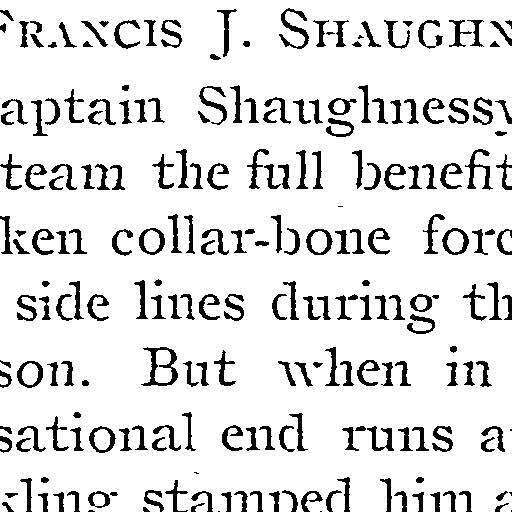 FRANCIS J. SHAUGHN
aptain Shaughnessy
team the full benefit
ken collar-bone forc
side lines during th
son. But when in
sational end runs a
kling stamped him a